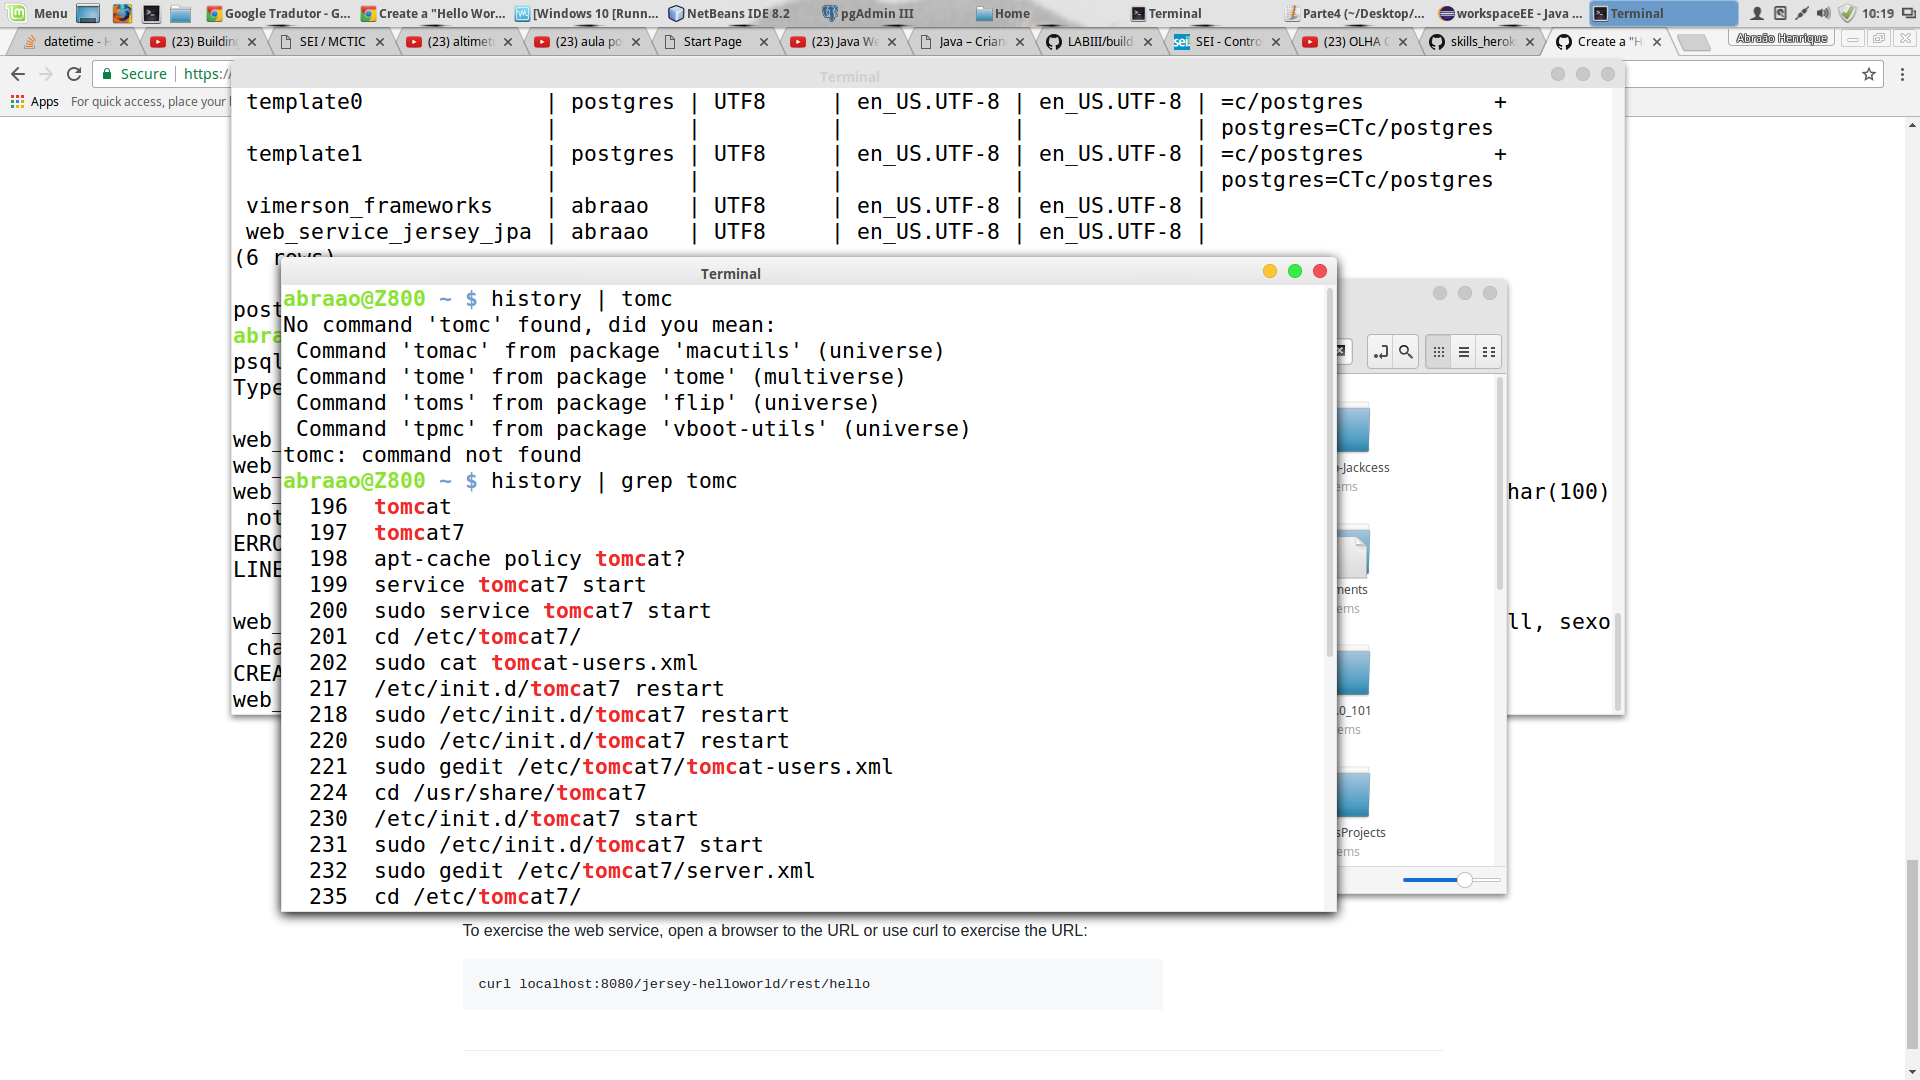 Menu Google Tradutor - G... Create a "Hello Wor... [Windows 10 [Runn... NetBeans IDE 8.2 pgAdmin III Home Terminal Parte4 (~/Desktop/... workspaceEE - Java ... Terminal 10:19
datetime - H (23) Building SEI / MCTIC (23) altimet (23) aula po Start Page (23) Java We Java – Crian LABIII/build SEI - Contro (23) OLHA skills_herok Create a "H Abraão Henrique
Secure https:/
Apps For quick access, place your
Terminal
template0 | postgres | UTF8 | en_US.UTF-8 | en_US.UTF-8 | =c/postgres +
| | | | | postgres=CTc/postgres
template1 | postgres | UTF8 | en_US.UTF-8 | en_US.UTF-8 | =c/postgres +
| | | | | postgres=CTc/postgres
vimerson_frameworks | abraao | UTF8 | en_US.UTF-8 | en_US.UTF-8 |
web_service_jersey_jpa | abraao | UTF8 | en_US.UTF-8 | en_US.UTF-8 |
(6 rows)
post
abra
psql
Type
web_
web_
web_ har(100)
not
ERRO
LINE
web_ ll, sexo
cha
CREA
web_
Terminal
abraao@Z800 ~ $ history | tomc
No command 'tomc' found, did you mean:
Command 'tomac' from package 'macutils' (universe)
Command 'tome' from package 'tome' (multiverse)
Command 'toms' from package 'flip' (universe)
Command 'tpmc' from package 'vboot-utils' (universe)
tomc: command not found
abraao@Z800 ~ $ history | grep tomc
196 tomcat
197 tomcat7
198 apt-cache policy tomcat?
199 service tomcat7 start
200 sudo service tomcat7 start
201 cd /etc/tomcat7/
202 sudo cat tomcat-users.xml
217 /etc/init.d/tomcat7 restart
218 sudo /etc/init.d/tomcat7 restart
220 sudo /etc/init.d/tomcat7 restart
221 sudo gedit /etc/tomcat7/tomcat-users.xml
224 cd /usr/share/tomcat7
230 /etc/init.d/tomcat7 start
231 sudo /etc/init.d/tomcat7 start
232 sudo gedit /etc/tomcat7/server.xml
235 cd /etc/tomcat7/
-Jackcess
ems
ments
ems
.0_101
ems
sProjects
ems
To exercise the web service, open a browser to the URL or use curl to exercise the URL:
curl localhost:8080/jersey-helloworld/rest/hello